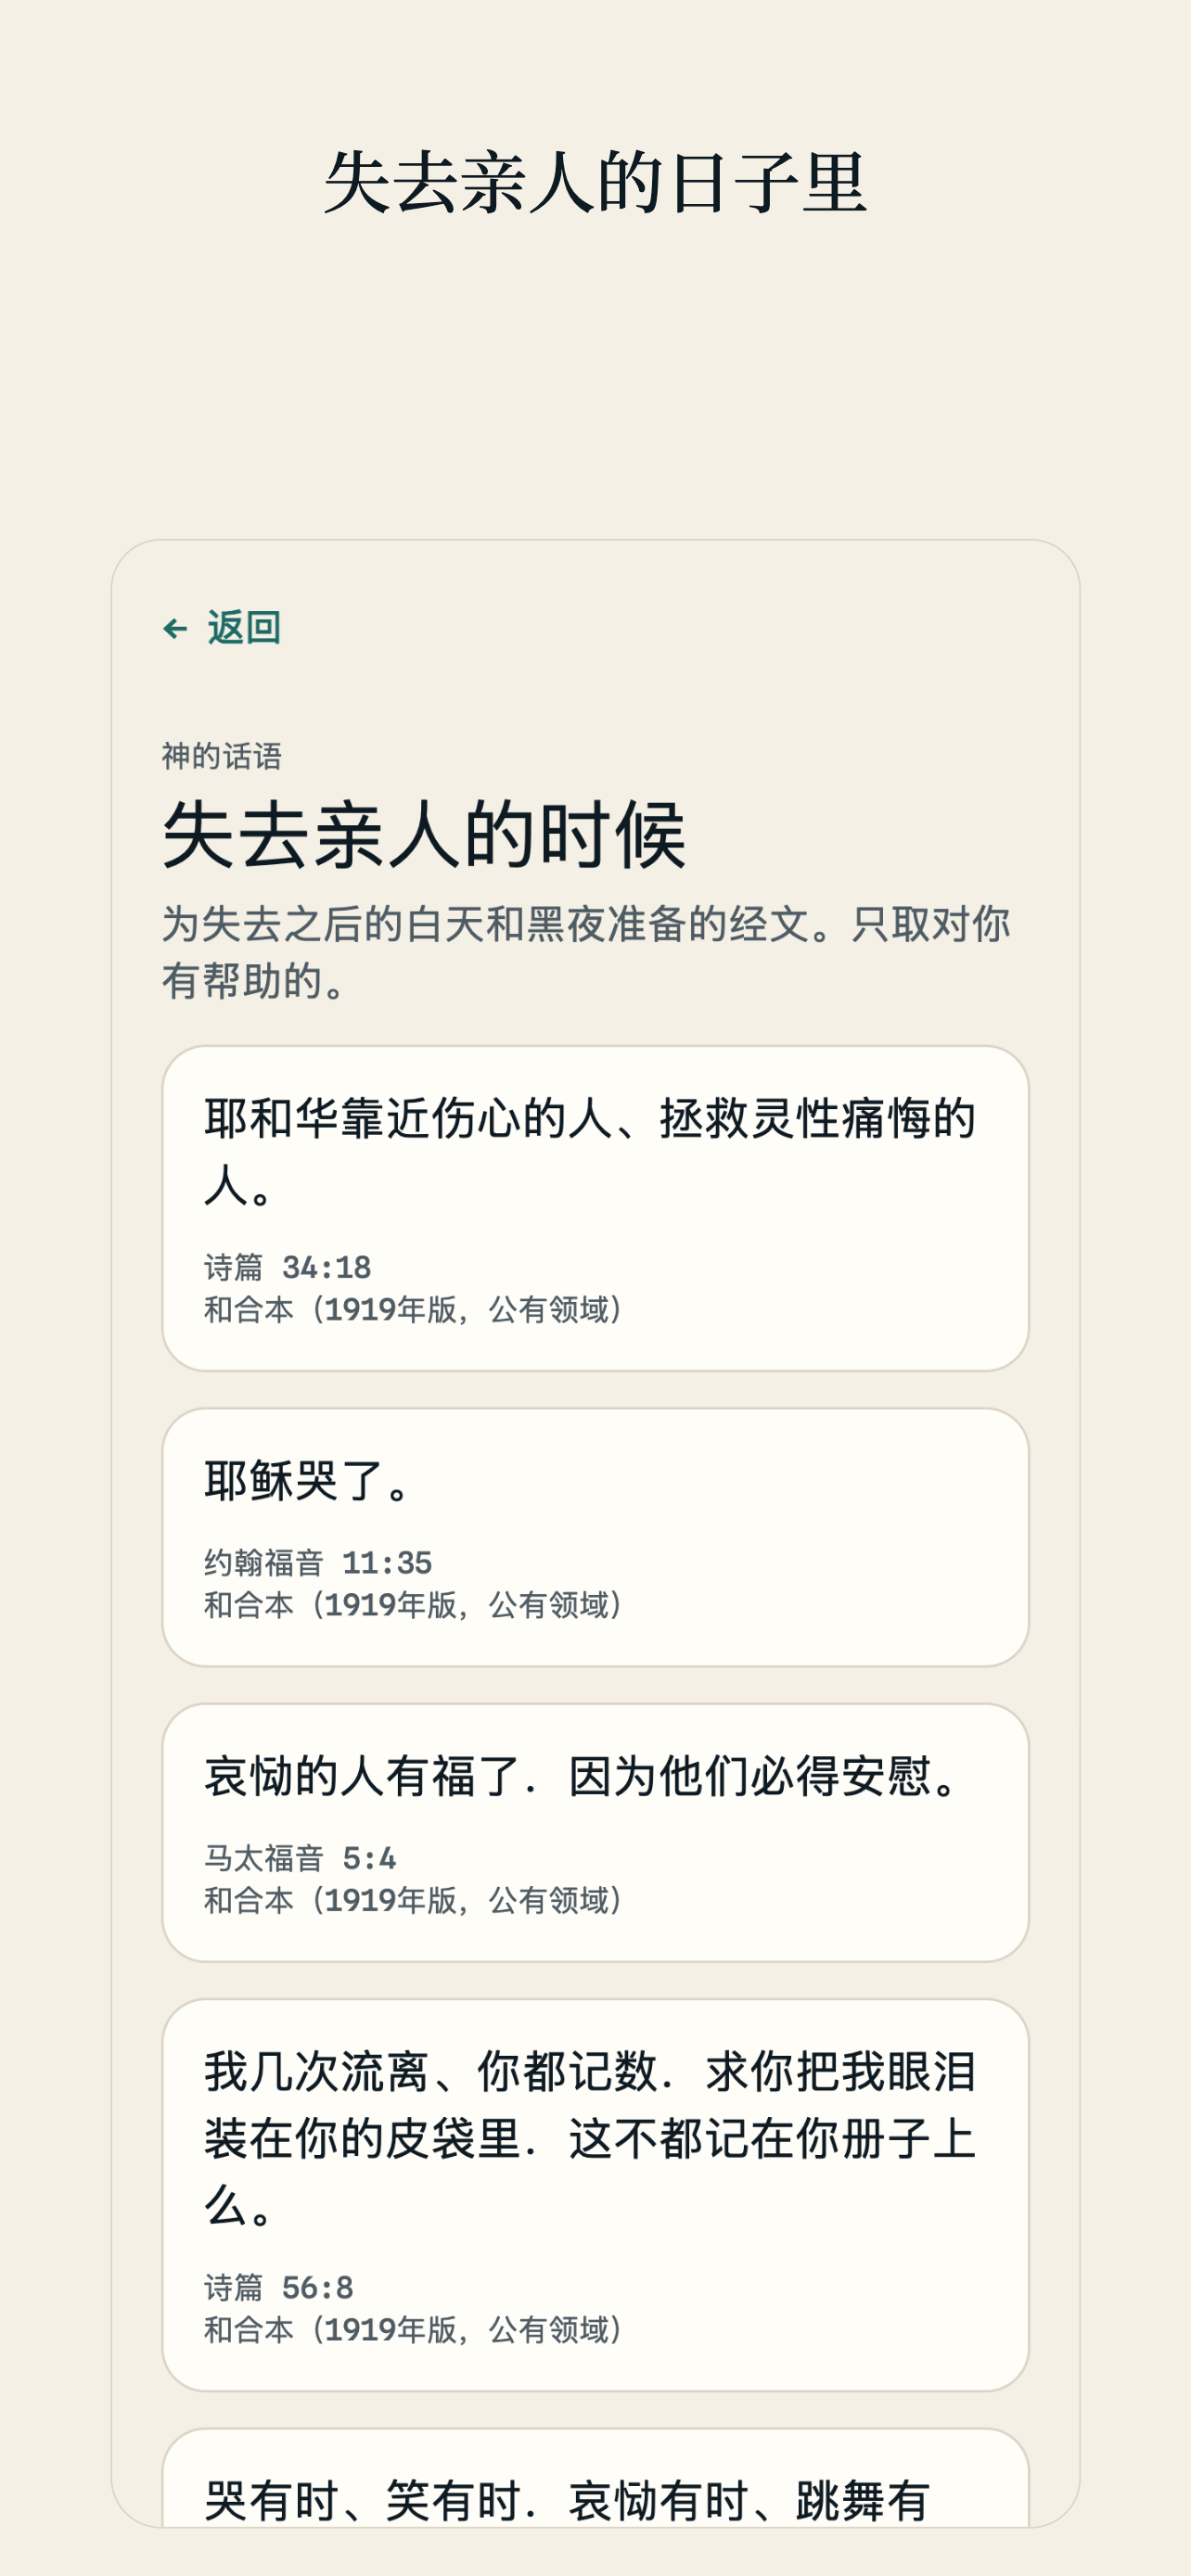 失去亲人的日子里
← 返回
神的话语
失去亲人的时候
为失去之后的白天和黑夜准备的经文。只取对你
有帮助的。
耶和华靠近伤心的人、拯救灵性痛悔的
人。
诗篇 34:18
和合本（1919年版，公有领域）
耶稣哭了。
约翰福音 11:35
和合本（1919年版，公有领域）
哀恸的人有福了．因为他们必得安慰。
马太福音 5:4
和合本（1919年版，公有领域）
我几次流离、你都记数．求你把我眼泪
装在你的皮袋里．这不都记在你册子上
么。
诗篇 56:8
和合本（1919年版，公有领域）
哭有时、笑有时．哀恸有时、跳舞有